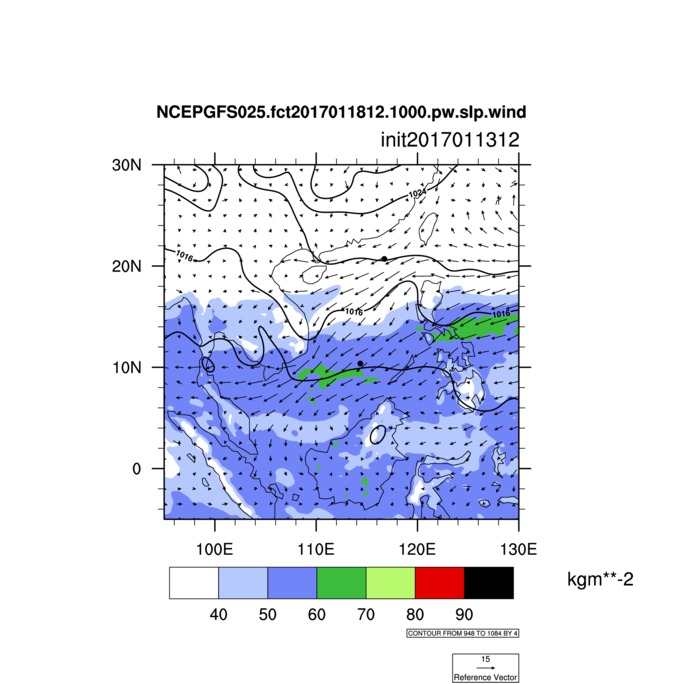 NCEPGFS025.fct2017011812.1000.pw.slp.wind
init2017011312
30N
20N
10N
0
1024
1016
1016
1016
100E 110E 120E 130E
kgm**-2
40 50 60 70 80 90
CONTOUR FROM 948 TO 1084 BY 4
15
Reference Vector